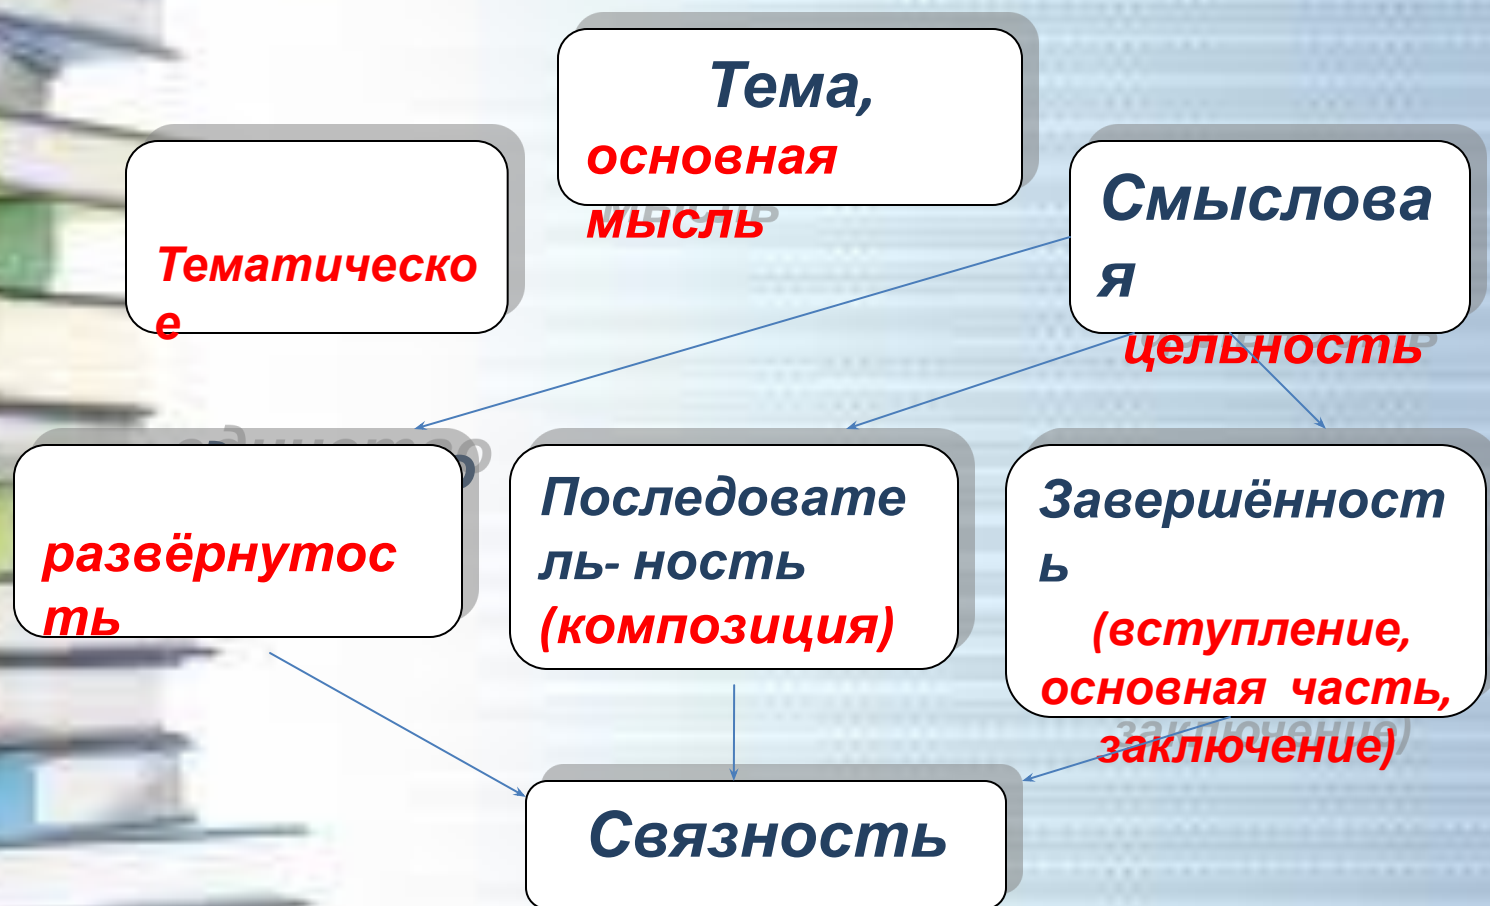 Тема,
основная
мысль
Тематическо
е
Смыслова
я
цельность
развёрнутос
ть
Последовате
ль- ность
(композиция)
Завершённост
ь
(вступление,
основная часть,
заключение)
Связность